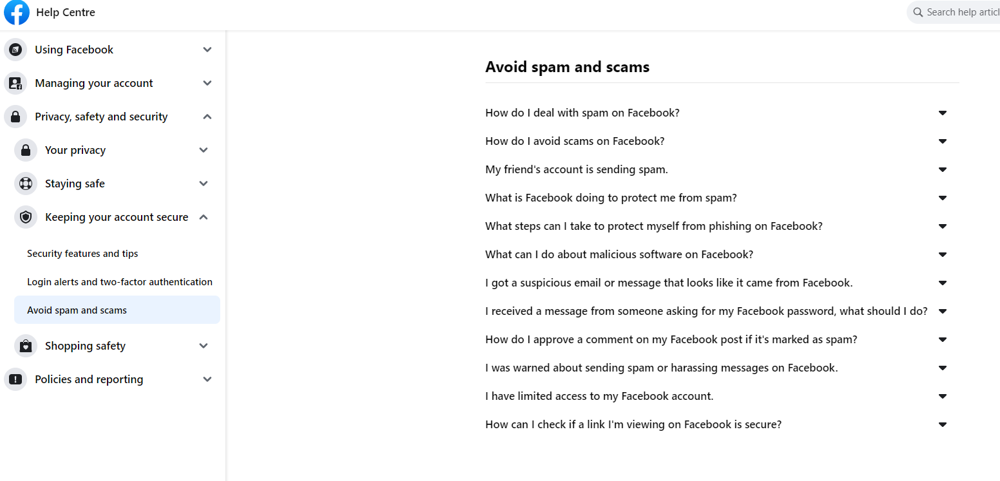 Help Centre
Search help articl
Using Facebook
Managing your account
Privacy, safety and security
Your privacy
Staying safe
Keeping your account secure
Security features and tips
Login alerts and two-factor authentication
Avoid spam and scams
Shopping safety
Policies and reporting
Avoid spam and scams
How do I deal with spam on Facebook?
How do I avoid scams on Facebook?
My friend's account is sending spam.
What is Facebook doing to protect me from spam?
What steps can I take to protect myself from phishing on Facebook?
What can I do about malicious software on Facebook?
I got a suspicious email or message that looks like it came from Facebook.
I received a message from someone asking for my Facebook password, what should I do?
How do I approve a comment on my Facebook post if it's marked as spam?
I was warned about sending spam or harassing messages on Facebook.
I have limited access to my Facebook account.
How can I check if a link I'm viewing on Facebook is secure?